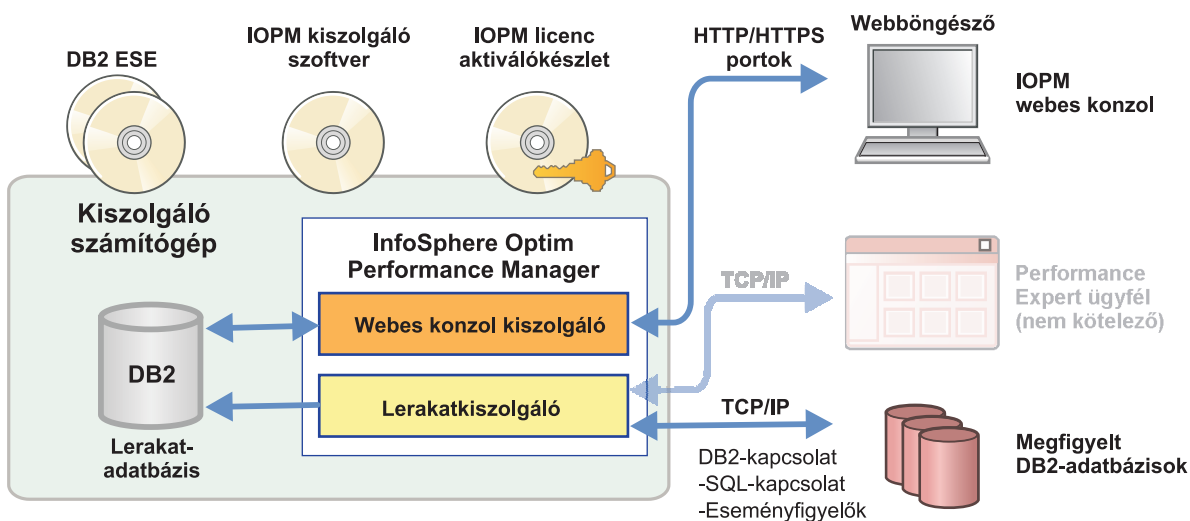 DB2 ESE
IOPM kiszolgáló
szoftver
IOPM licenc
aktiválókészlet
HTTP/HTTPS
portok
Webböngésző
IOPM
webes konzol
Kiszolgáló
számítógép
InfoSphere Optim
Performance Manager
Webes konzol kiszolgáló
Lerakatkiszolgáló
DB2
Lerakat-
adatbázis
TCP/IP
Performance
Expert ügyfél
(nem kötelező)
TCP/IP
DB2-kapcsolat
-SQL-kapcsolat
-Eseményfigyelők
Megfigyelt
DB2-adatbázisok